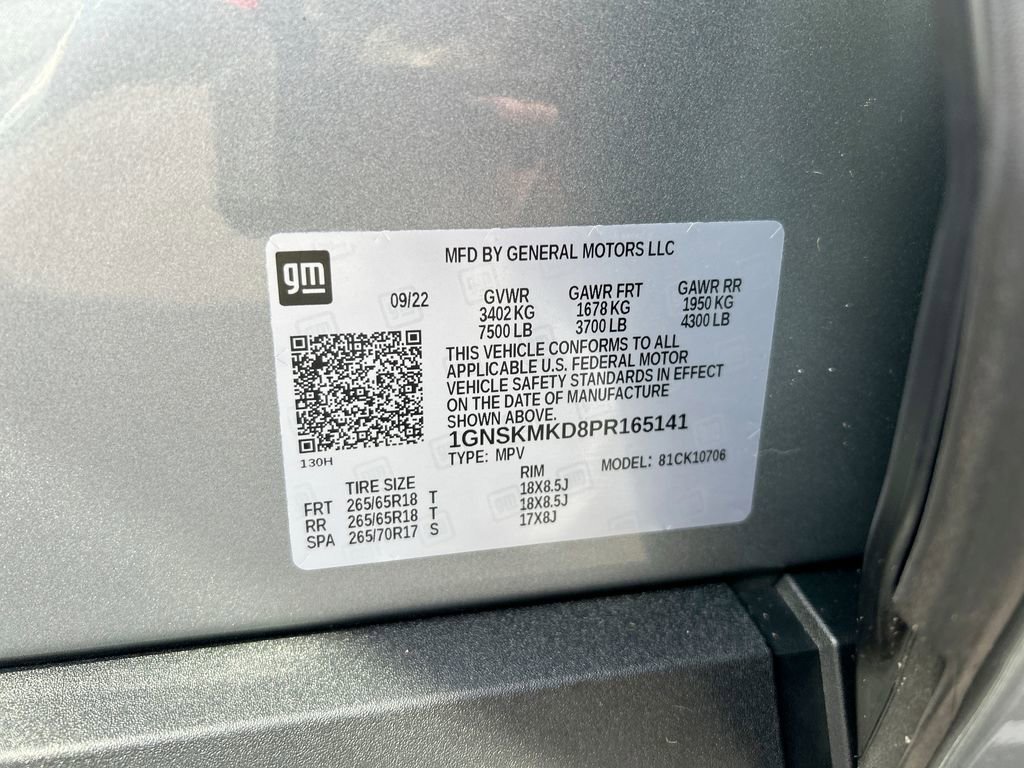 gm
MFD BY GENERAL MOTORS LLC
09/22
GVWR GAWR FRT GAWR RR
3402 KG 1678 KG 1950 KG
7500 LB 3700 LB 4300 LB
THIS VEHICLE CONFORMS TO ALL
APPLICABLE U.S. FEDERAL MOTOR
VEHICLE SAFETY STANDARDS IN EFFECT
ON THE DATE OF MANUFACTURE
SHOWN ABOVE.
1GNSKMKD8PR165141
TYPE: MPV MODEL: 81CK10706
130H
TIRE SIZE RIM
FRT 265/65R18 T 18X8.5J
RR 265/65R18 T 18X8.5J
SPA 265/70R17 S 17X8J